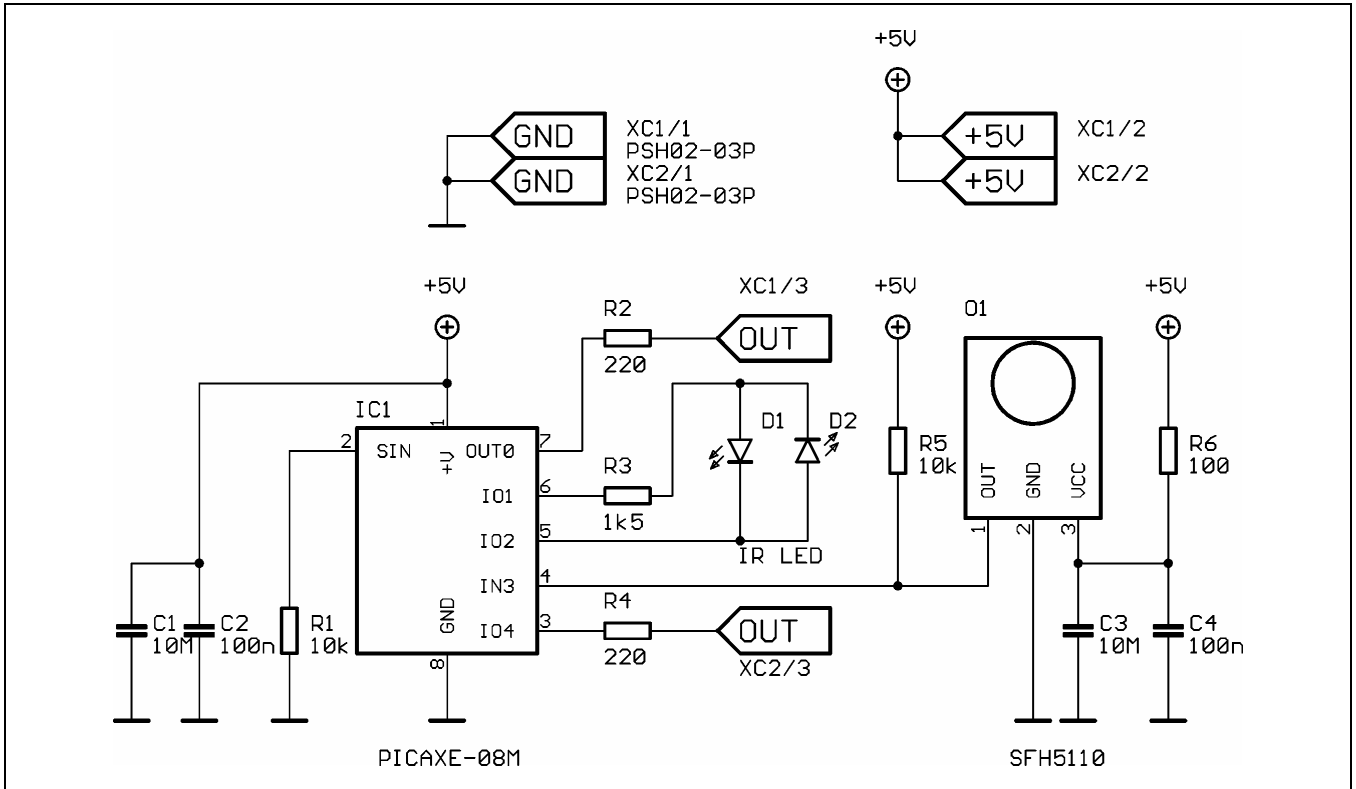 +5V
GND
XC1/1
PSH02-03P
GND
XC2/1
PSH02-03P
+5V
XC1/2
+5V
XC2/2
+5V
R2
220
XC1/3
OUT
+5V
O1
+5V
IC1
1
2
SIN
+V
OUT0
7
IO1
6
R3
1k5
D1
D2
IO2
5
IR LED
IN3
4
R5
10k
OUT
GND
VCC
1
2
3
R6
100
C1
10M
C2
100n
R1
10k
GND
8
IO4
3
R4
220
OUT
XC2/3
C3
10M
C4
100n
PICAXE-08M
SFH5110